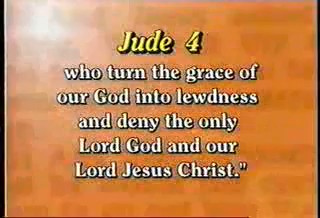 Jude 4
who turn the grace of
our God into lewdness
and deny the only
Lord God and our
Lord Jesus Christ."